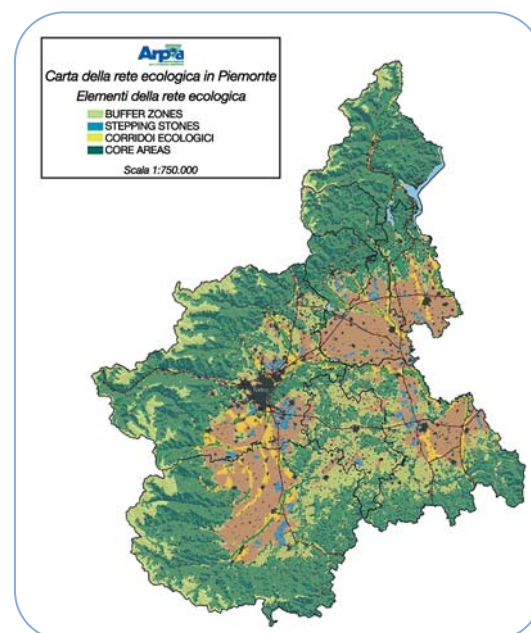 Arpa
Carta della rete ecologica in Piemonte
Elementi della rete ecologica
BUFFER ZONES
STEPPING STONES
CORRIDOI ECOLOGICI
CORE AREAS
Scala 1:750.000